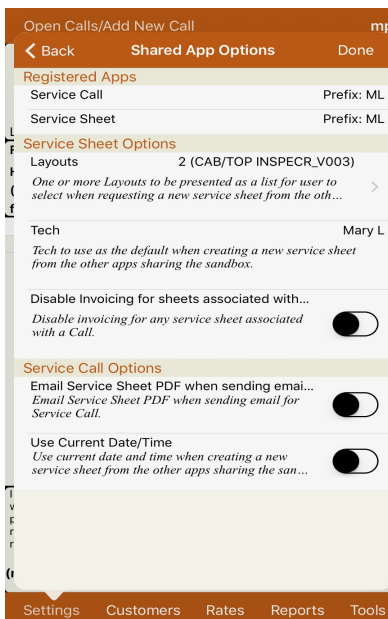 Open Calls/Add New Call mp
Back Shared App Options Done
Registered Apps
Service Call Prefix: ML
Service Sheet Prefix: ML
Service Sheet Options
Layouts 2 (CAB/TOP INSPECR_V003)
One or more Layouts to be presented as a list for user to
select when requesting a new service sheet from the oth...
Tech Mary L
Tech to use as the default when creating a new service sheet
from the other apps sharing the sandbox.
Disable Invoicing for sheets associated with...
Disable invoicing for any service sheet associated
with a Call.
Service Call Options
Email Service Sheet PDF when sending emai...
Email Service Sheet PDF when sending email for
Service Call.
Use Current Date/Time
Use current date and time when creating a new
service sheet from the other apps sharing the san...
Settings Customers Rates Reports Tools